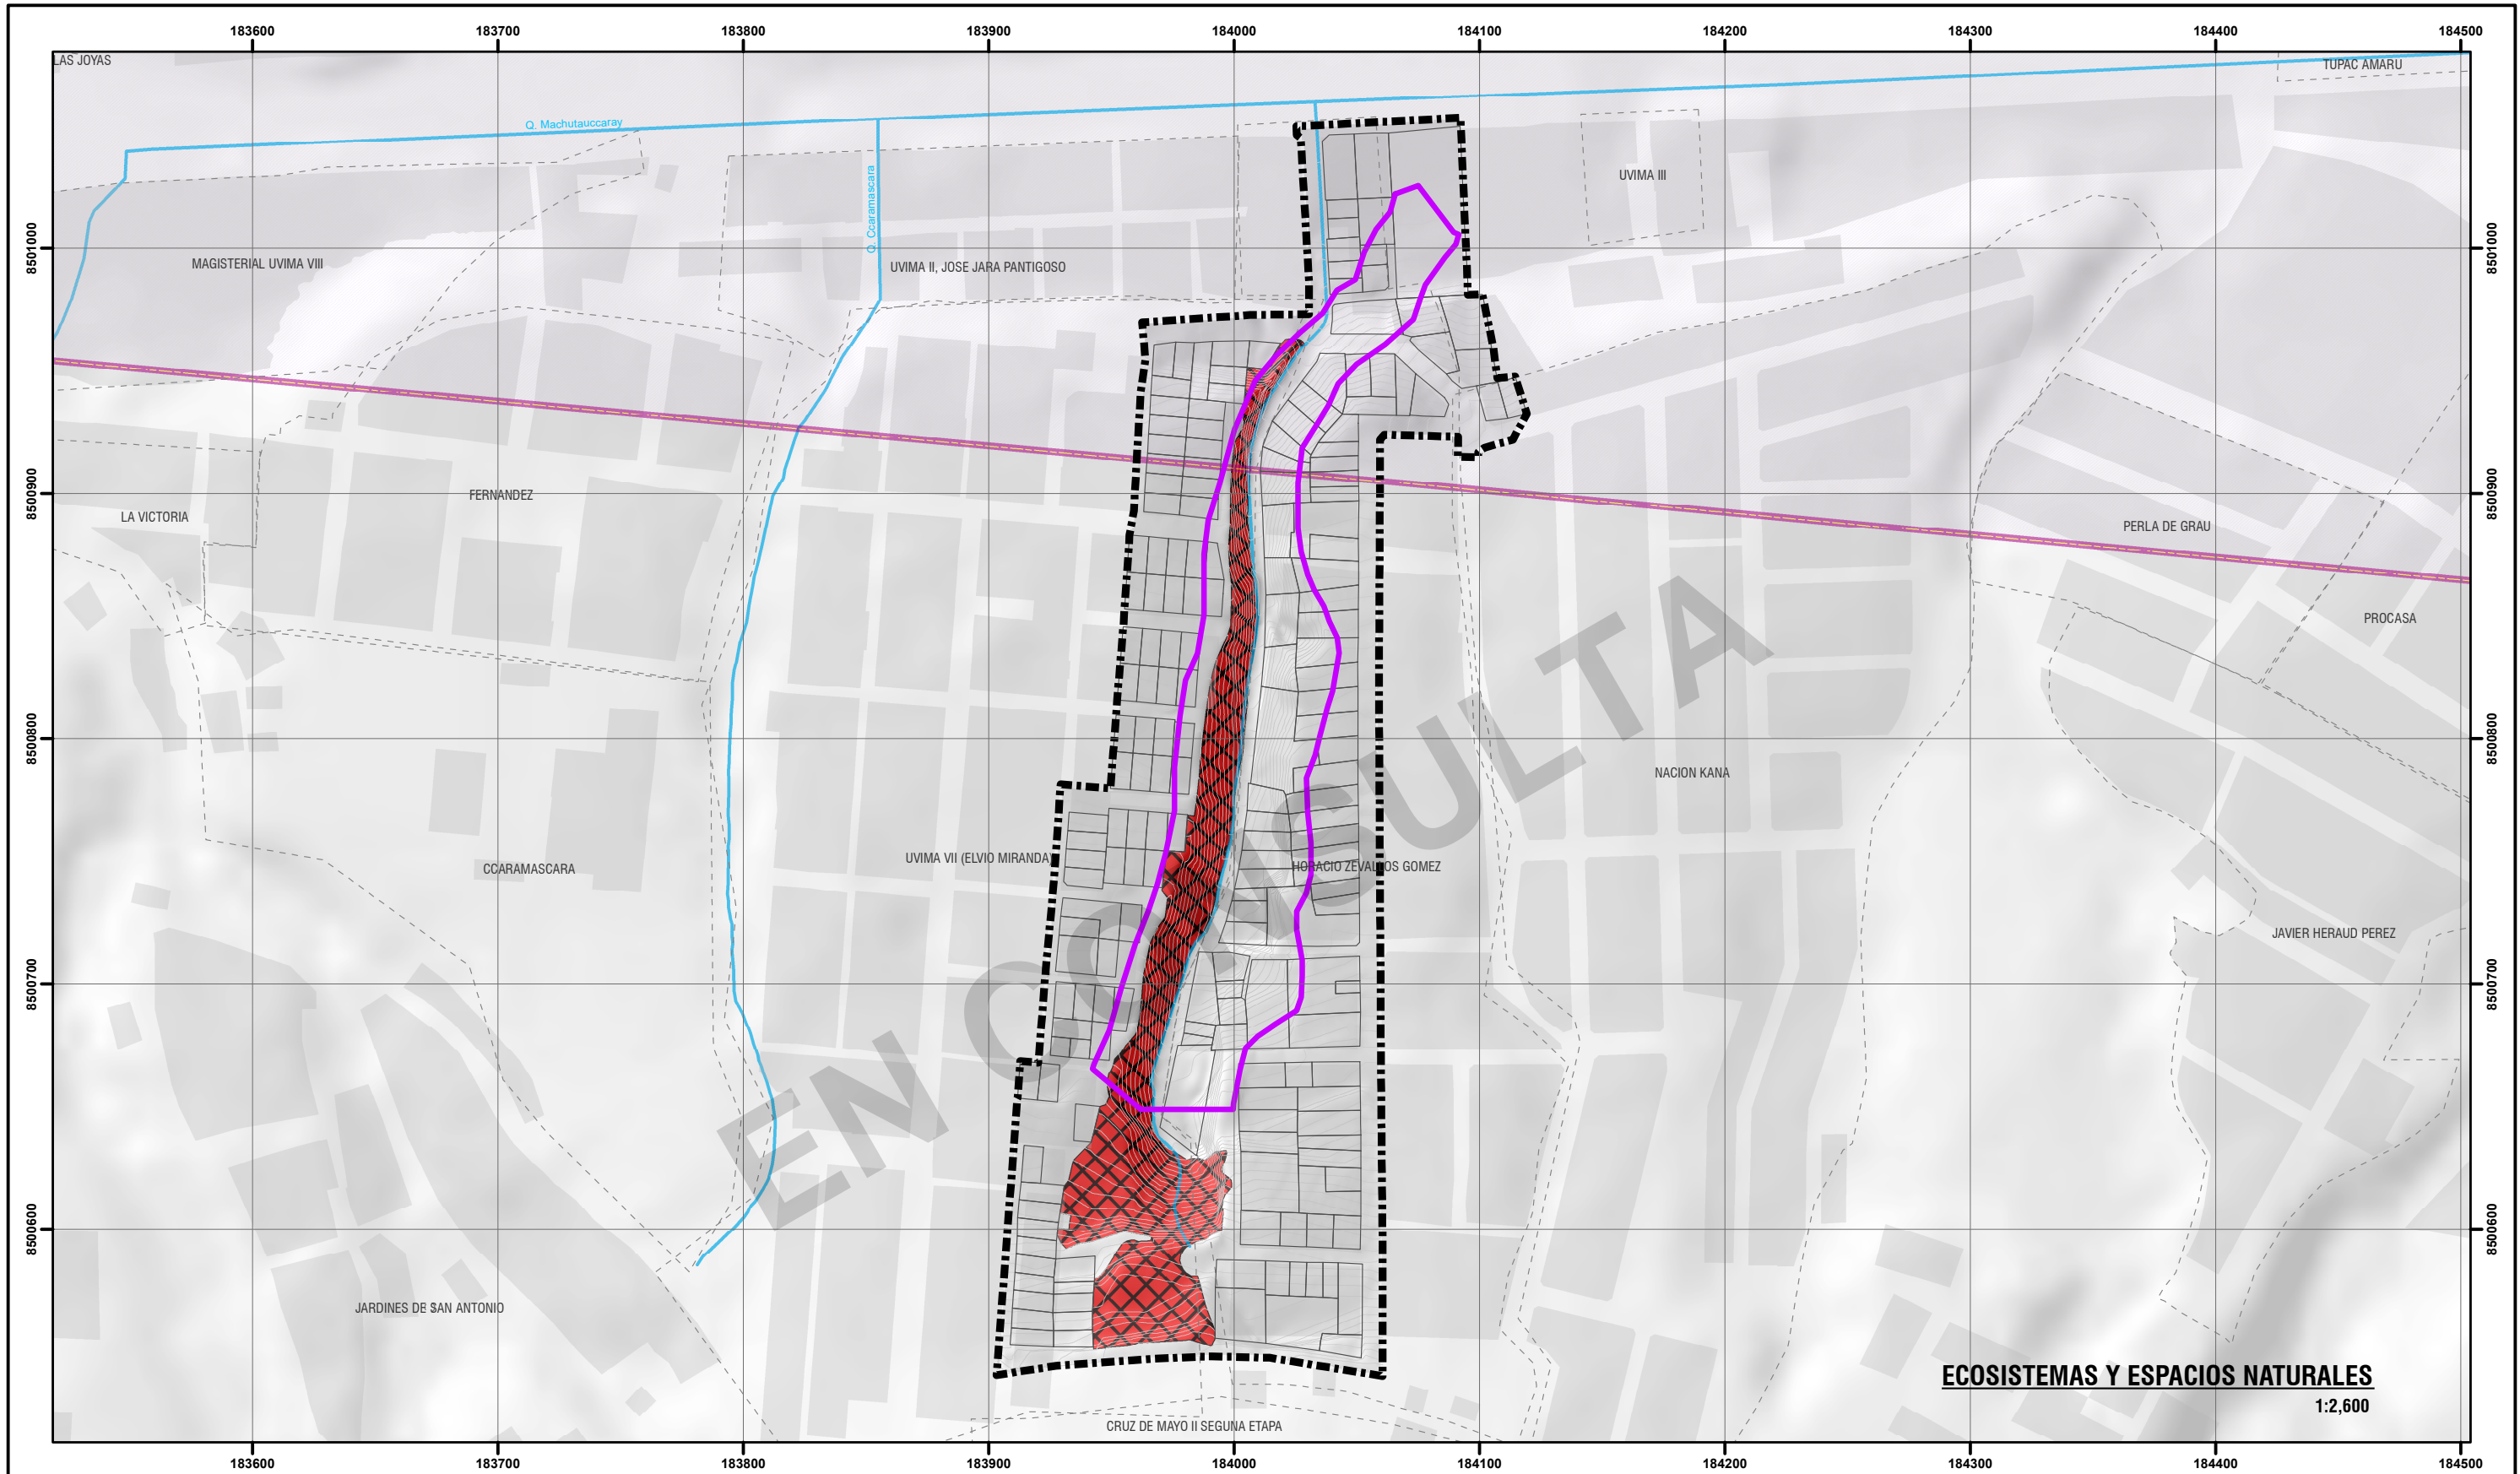 183600 183700 183800 183900 184000 184100 184200 184300 184400 184500
LAS JOYAS
TUPAC AMARU
Q. Machutauccaray
Q. Ccaramascara
UVIMA III
8501000
8501000
MAGISTERIAL UVIMA VIII
UVIMA II, JOSE JARA PANTIGOSO
8500900
8500900
FERNANDEZ
LA VICTORIA
PERLA DE GRAU
PROCASA
8500800
8500800
NACION KANA
UVIMA VII (ELVIO MIRANDA)
HORACIO ZEVALLOS GOMEZ
CCARAMASCARA
JAVIER HERAUD PEREZ
EN CONSULTA
8500700
8500700
8500600
8500600
JARDINES DE SAN ANTONIO
ECOSISTEMAS Y ESPACIOS NATURALES
1:2,600
CRUZ DE MAYO II SEGUNA ETAPA
183600 183700 183800 183900 184000 184100 184200 184300 184400 184500